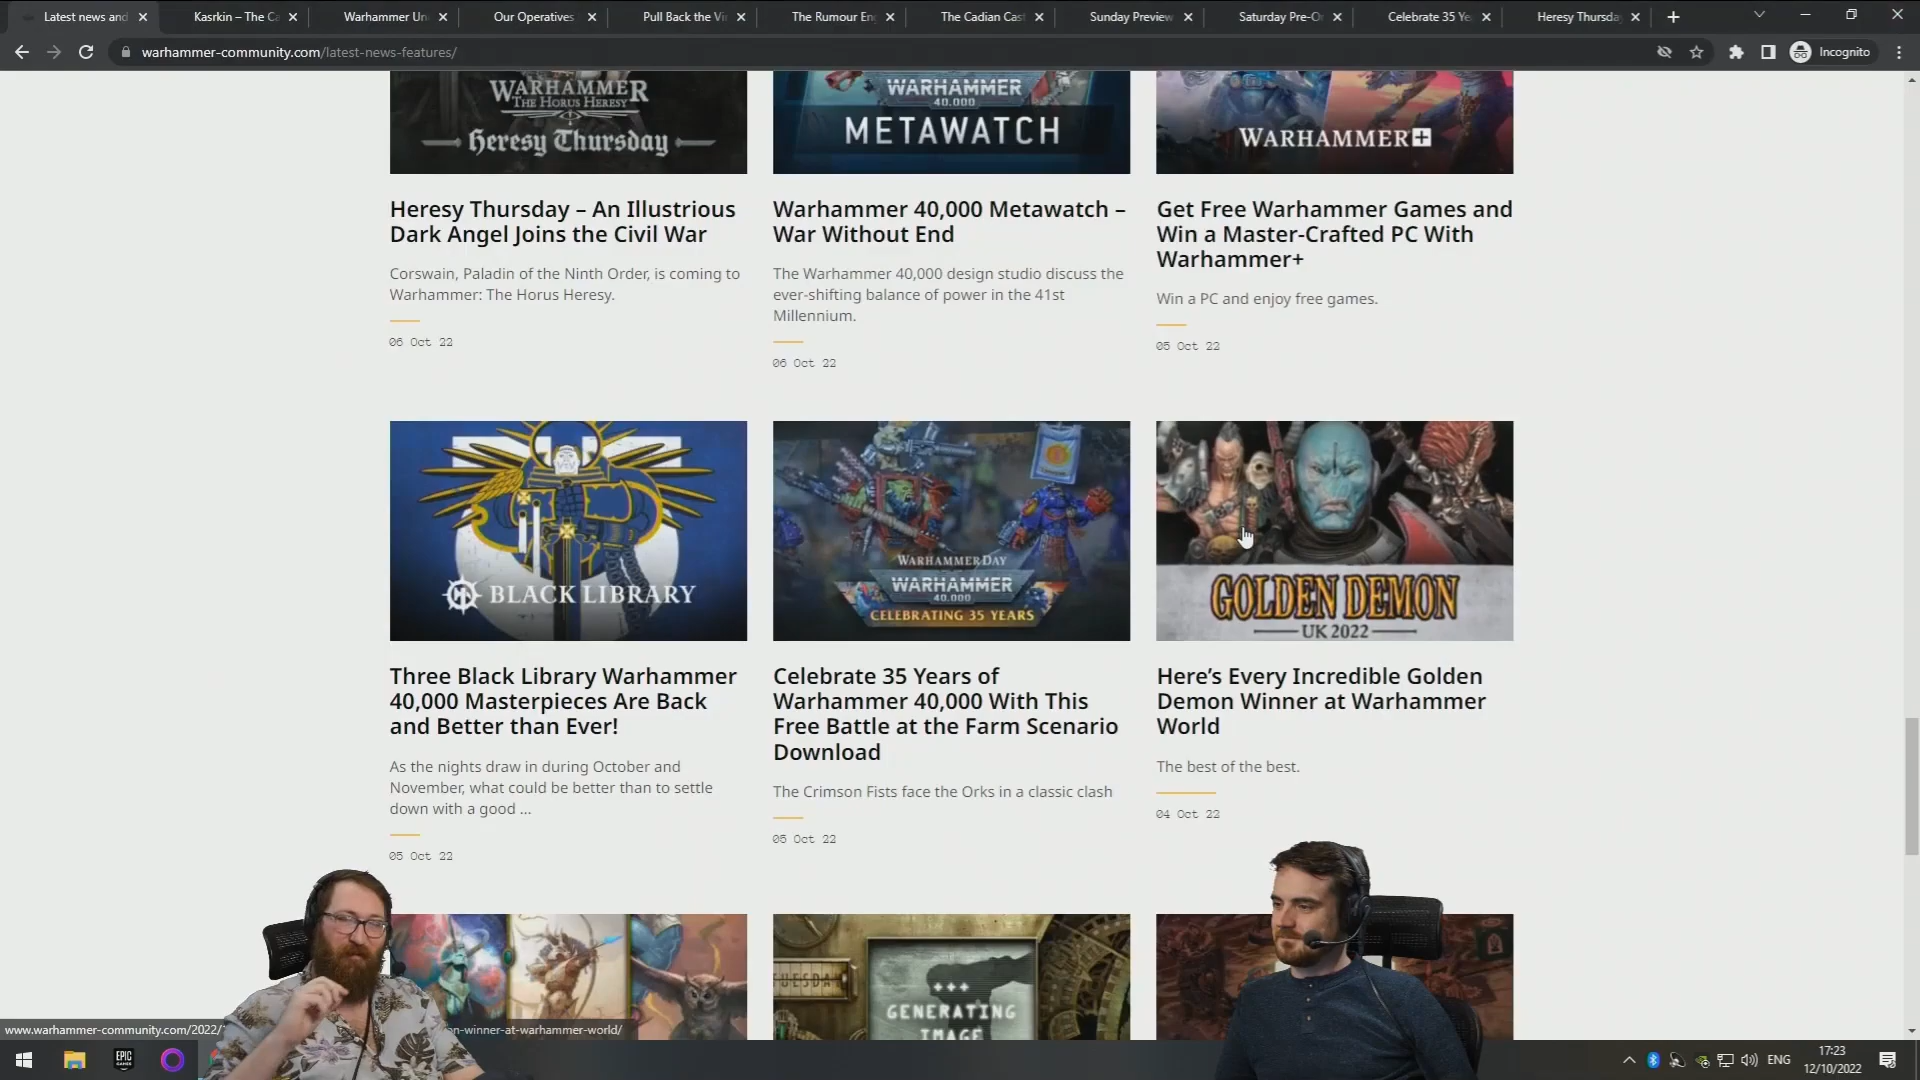 Latest news and
Kasrkin – The Ca
Warhammer Un
Our Operatives
Pull Back the Vi
The Rumour En
The Cadian Cas
Sunday Preview
Saturday Pre-O
Celebrate 35 Ye
Heresy Thursda
warhammer-community.com/latest-news-features/
Incognito
WARHAMMER
THE HORUS HERESY
Heresy Thursday
WARHAMMER
40,000
METAWATCH
WARHAMMER+
Heresy Thursday – An Illustrious
Dark Angel Joins the Civil War
Corswain, Paladin of the Ninth Order, is coming to
Warhammer: The Horus Heresy.
06 Oct 22
Warhammer 40,000 Metawatch –
War Without End
The Warhammer 40,000 design studio discuss the
ever-shifting balance of power in the 41st
Millennium.
06 Oct 22
Get Free Warhammer Games and
Win a Master-Crafted PC With
Warhammer+
Win a PC and enjoy free games.
05 Oct 22
BLACK LIBRARY
WARHAMMER DAY
WARHAMMER
40,000
CELEBRATING 35 YEARS
GOLDEN DEMON
UK 2022
Three Black Library Warhammer
40,000 Masterpieces Are Back
and Better than Ever!
As the nights draw in during October and
November, what could be better than to settle
down with a good ...
05 Oct 22
Celebrate 35 Years of
Warhammer 40,000 With This
Free Battle at the Farm Scenario
Download
The Crimson Fists face the Orks in a classic clash
05 Oct 22
Here's Every Incredible Golden
Demon Winner at Warhammer
World
The best of the best.
04 Oct 22
TUESDAY
+++
GENERATING
IMAGE
www.warhammer-community.com/2022/
on-winner-at-warhammer-world/
EPIC
GAMES
ENG
17:23
12/10/2022